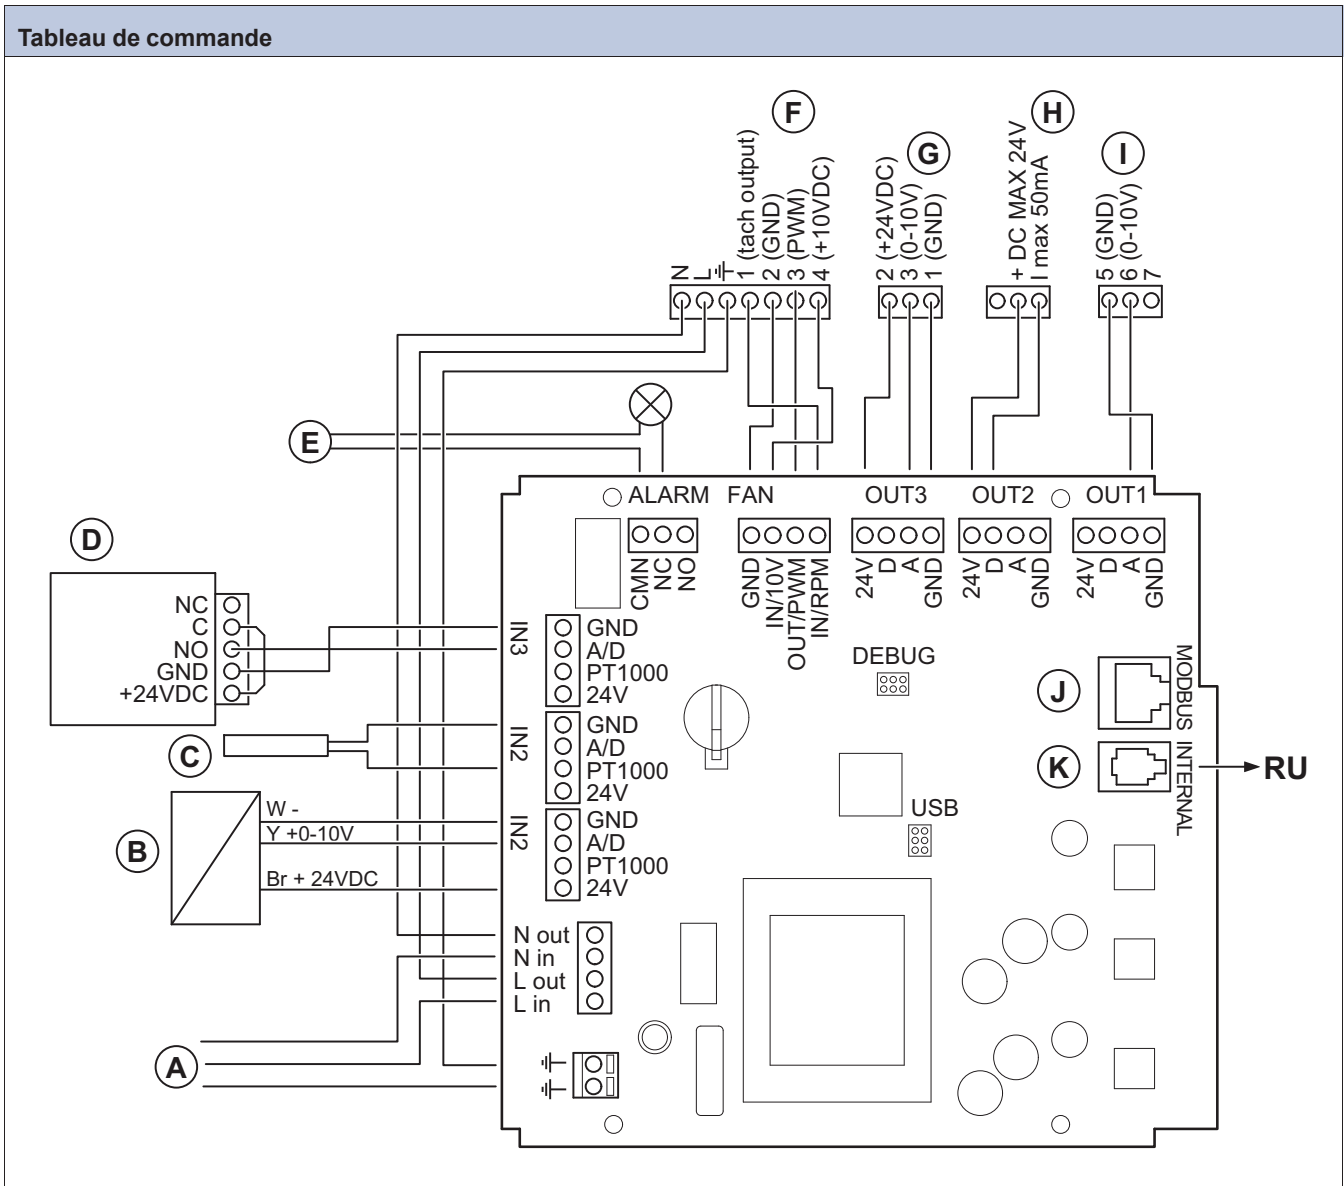 Tableau de commande
F
H
G
I
N
L
1 (tach output)
2 (GND)
3 (PWM)
4 (+10VDC)
2 (+24VDC)
3 (0-10V)
1 (GND)
+ DC MAX 24V
I max 50mA
5 (GND)
6 (0-10V)
7
E
ALARM
FAN
OUT3
OUT2
OUT1
CMN
NC
NO
GND
IN/10V
OUT/PWM
IN/RPM
24V
D
A
GND
24V
D
A
GND
24V
D
A
GND
D
NC
C
NO
GND
+24VDC
IN3
GND
A/D
PT1000
24V
DEBUG
J
MODBUS
C
IN2
GND
A/D
PT1000
24V
K
INTERNAL
RU
USB
B
W -
Y +0-10V
Br + 24VDC
IN2
GND
A/D
PT1000
24V
N out
N in
L out
L in
A